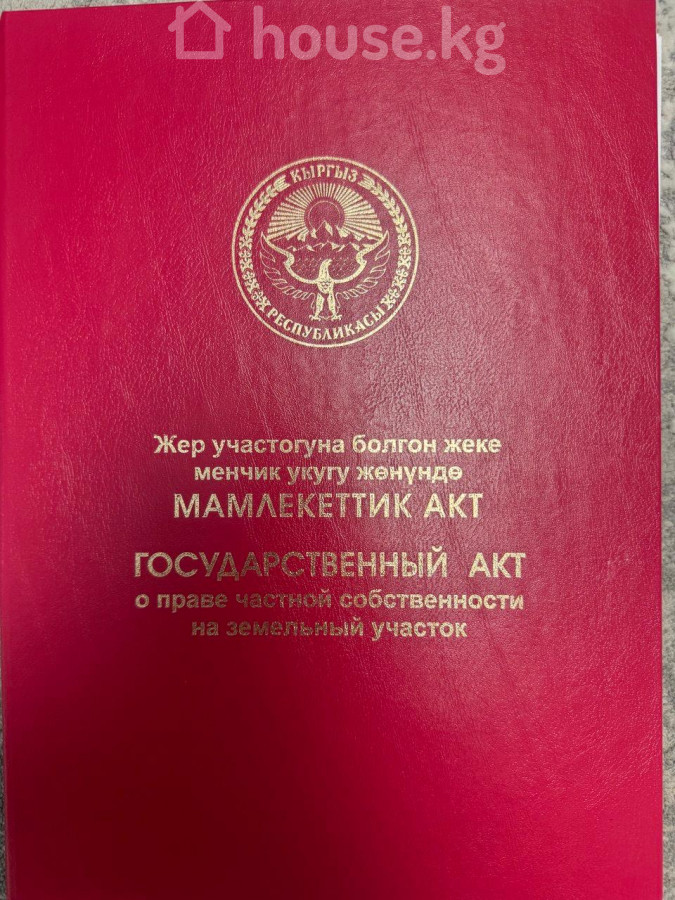 house.kg
КЫРГЫЗ
РЕСПУБЛИКАСЫ
Жер участогуна болгон жеке
менчик укугу жөнүндө
МАМЛЕКЕТТИК АКТ
ГОСУДАРСТВЕННЫЙ АКТ
о праве частной собственности
на земельный участок